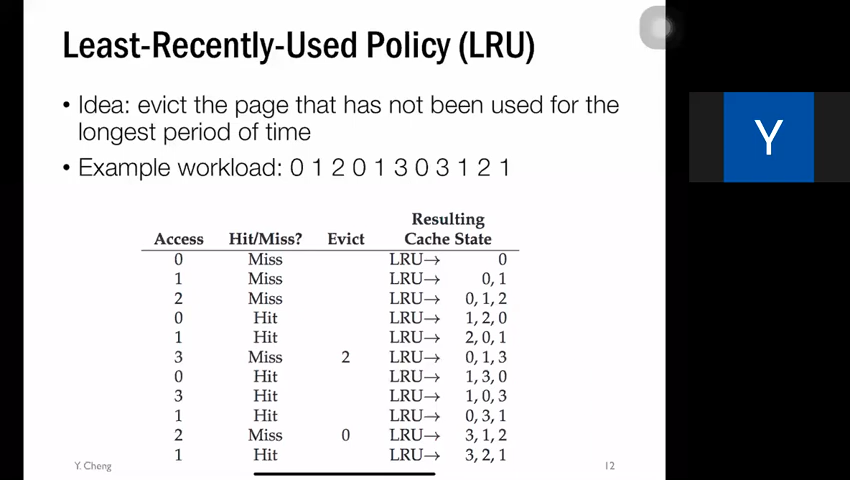 Least-Recently-Used Policy (LRU)
• Idea: evict the page that has not been used for the
longest period of time
• Example workload: 0 1 2 0 1 3 0 3 1 2 1
Resulting
Access Hit/Miss? Evict Cache State
0 Miss LRU→ 0
1 Miss LRU→ 0, 1
2 Miss LRU→ 0, 1, 2
0 Hit LRU→ 1, 2, 0
1 Hit LRU→ 2, 0, 1
3 Miss 2 LRU→ 0, 1, 3
0 Hit LRU→ 1, 3, 0
3 Hit LRU→ 1, 0, 3
1 Hit LRU→ 0, 3, 1
2 Miss 0 LRU→ 3, 1, 2
1 Hit LRU→ 3, 2, 1
Y. Cheng
12
Y